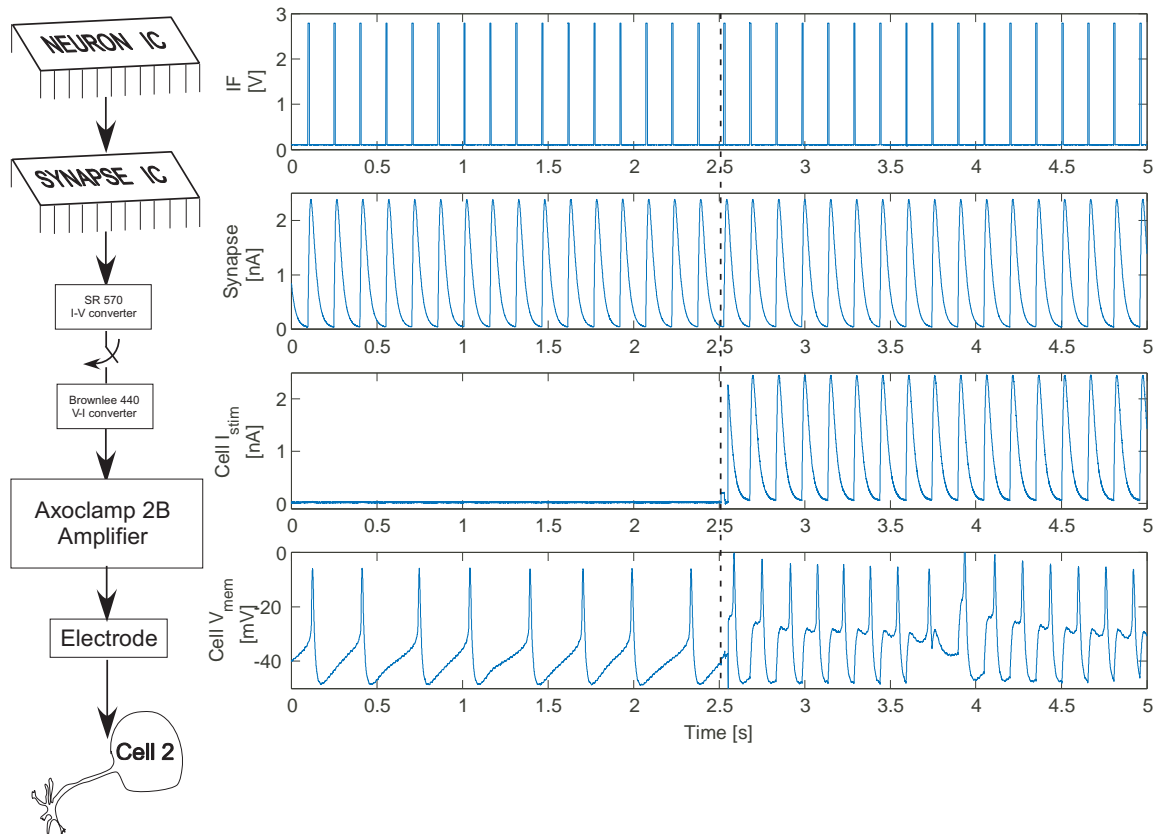 NEURON IC
SYNAPSE IC
SR 570
I-V converter
Brownlee 440
V-I converter
Axoclamp 2B
Amplifier
Electrode
Cell 2
IF
[V]
3
2
1
0
0 0.5 1 1.5 2 2.5 3 3.5 4 4.5 5
Synapse
[nA]
2
1
0
0 0.5 1 1.5 2 2.5 3 3.5 4 4.5 5
Cell I_stim
[nA]
2
1
0
0 0.5 1 1.5 2 2.5 3 3.5 4 4.5 5
Cell V_mem
[mV]
0
-20
-40
0 0.5 1 1.5 2 2.5 3 3.5 4 4.5 5
Time [s]